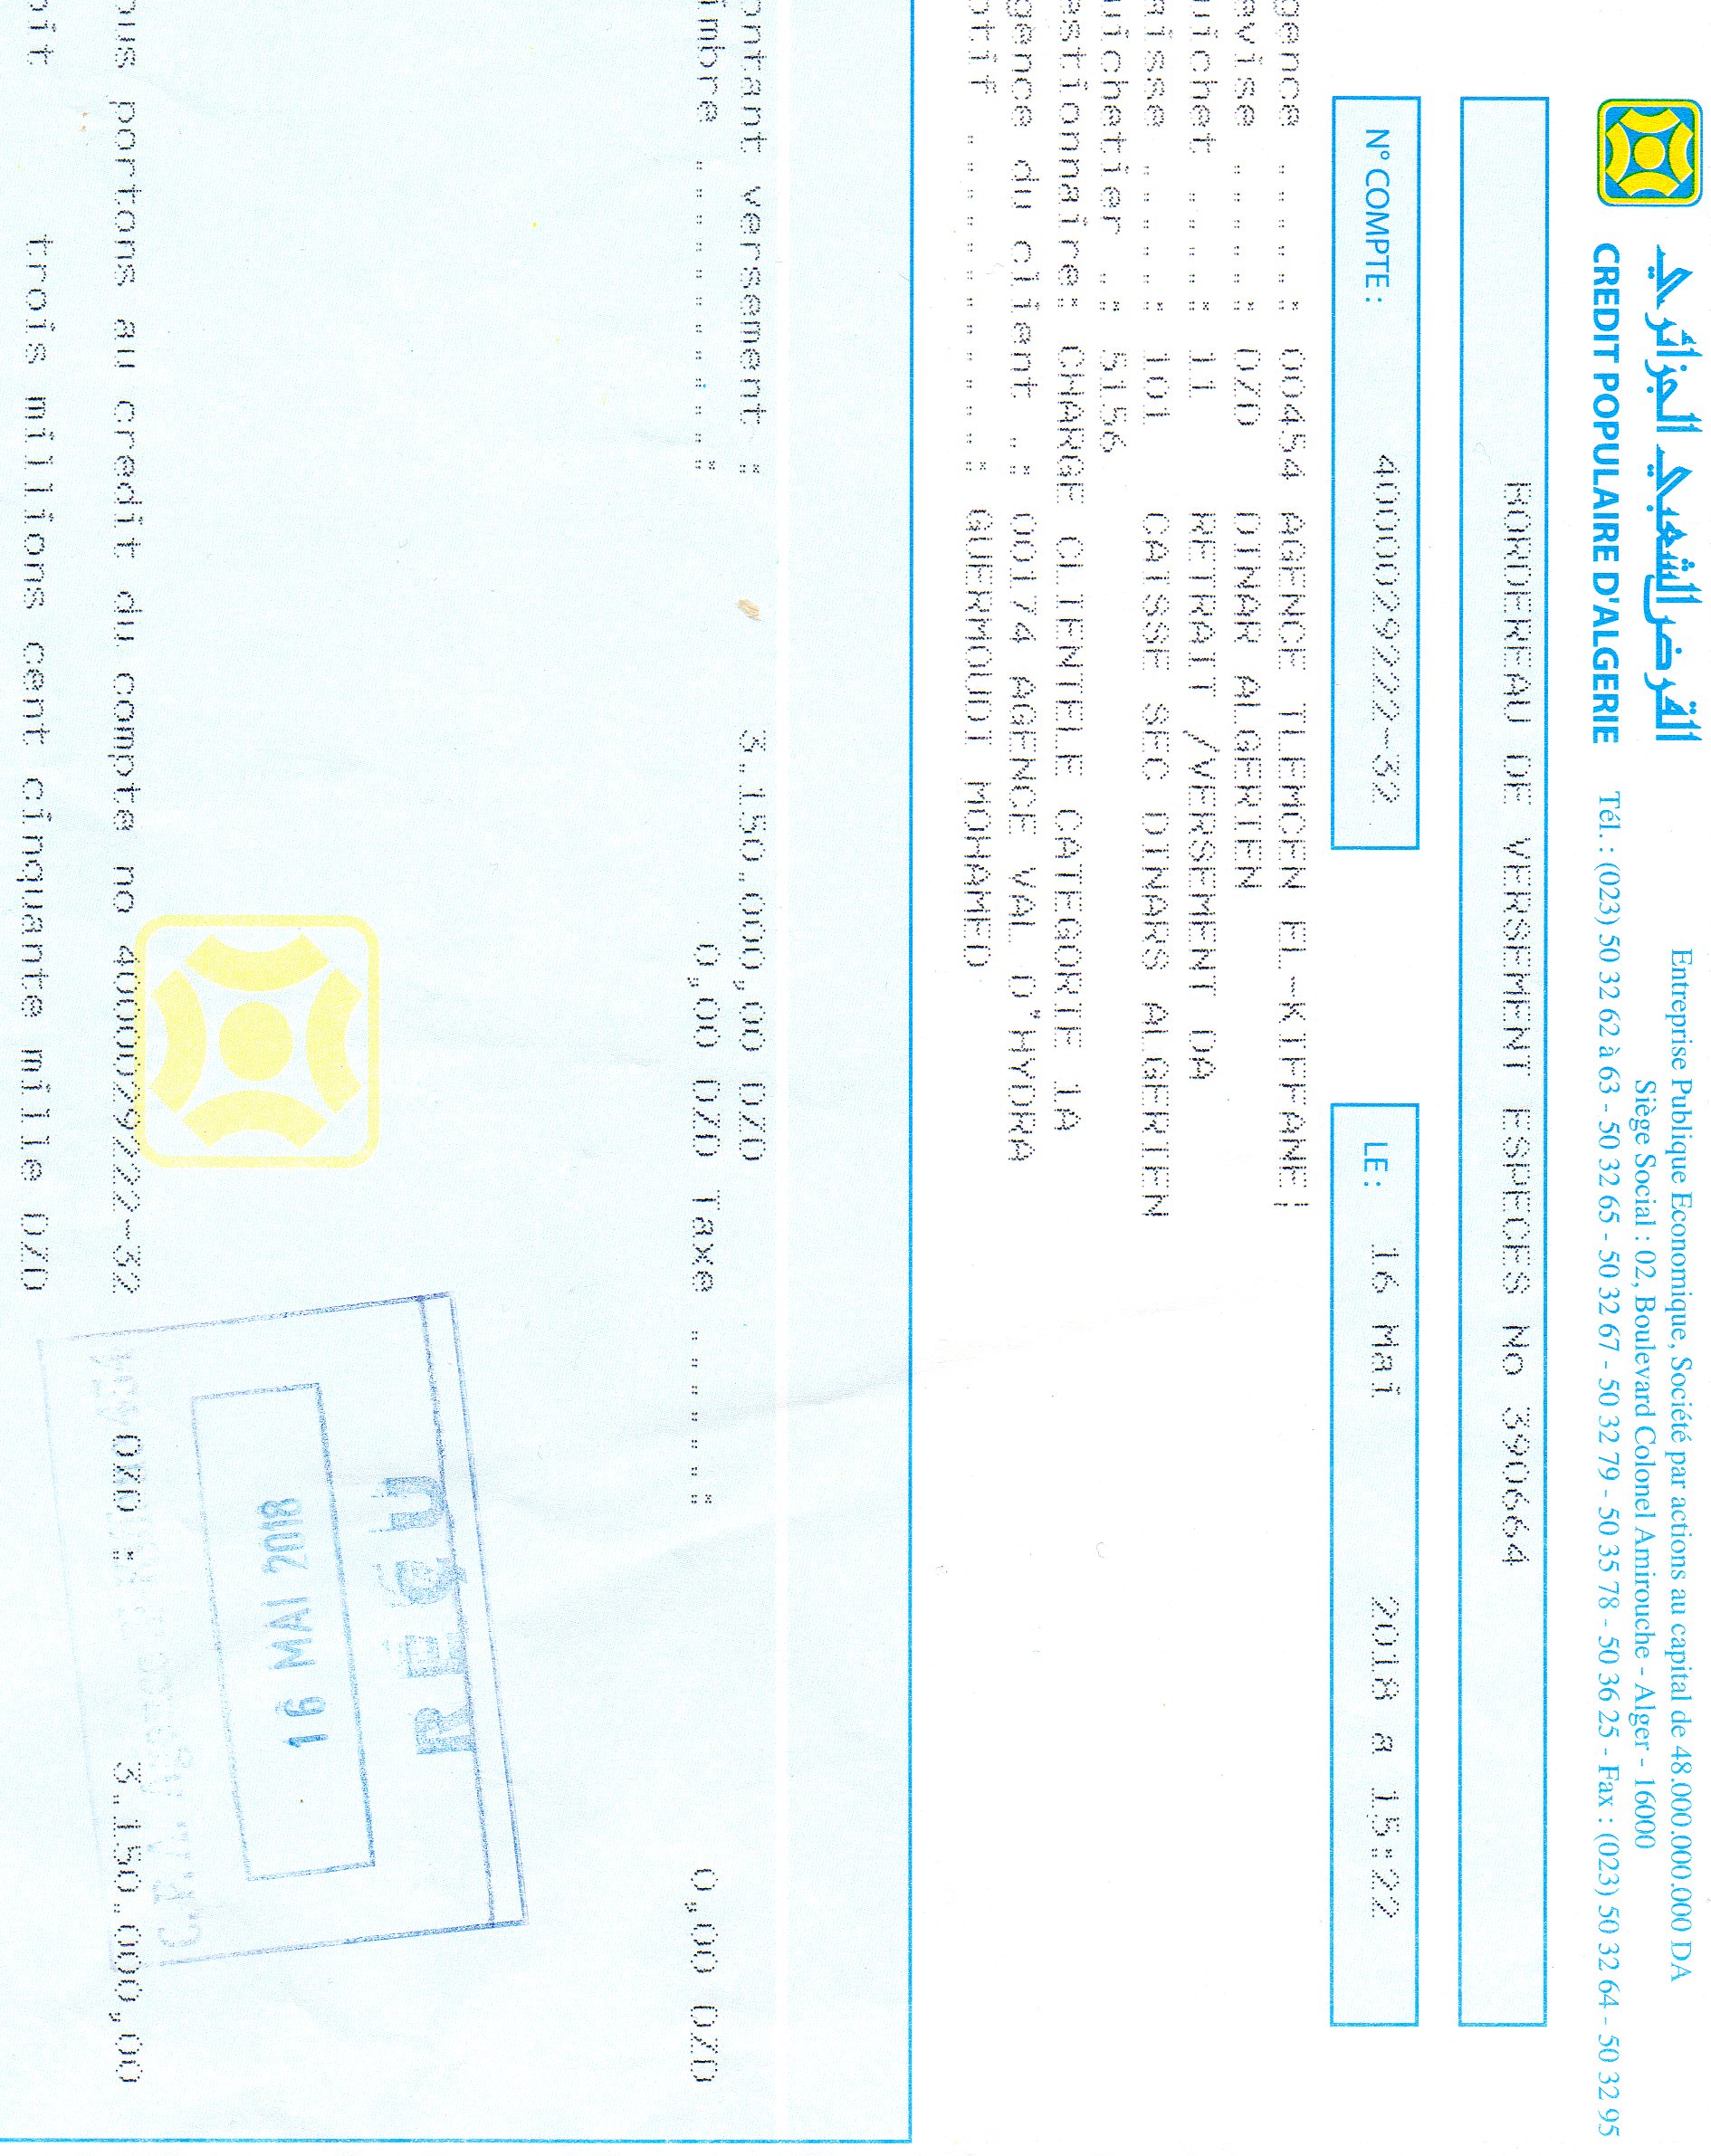 القرض الشعبي الجزائري
CREDIT POPULAIRE D'ALGERIE
Entreprise Publique Economique, Société par actions au capital de 48.000.000.000 DA
Siège Social : 02, Boulevard Colonel Amirouche - Alger - 16000
Tél. : (023) 50 32 62 à 63 - 50 32 65 - 50 32 67 - 50 32 79 - 50 35 78 - 50 36 25 - Fax : (023) 50 32 64 - 50 32 95
BORDEREAU DE VERSEMENT ESPECES No 390664
N° COMPTE : 4000029222-32
LE : 16 Mai 2018 a 15:22
gence .....: 00454 AGENCE TLEMCEN EL-KIFFANE¦
evise .....: DZD DINAR ALGERIEN
uichet ....: 11 RETRAIT /VERSEMENT DA
aisse .....: 101 CAISSE SEC DINARS ALGERIEN
uichetier .: 5156
estionnaire: CHARGE CLIENTELE CATEGORIE 1A
gence du client .: 00174 AGENCE VAL D'HYDRA
otif ............: GUERMOUDI MOHAMED
ontant versement : 3.150.000,00 DZD
imbre ...........: 0,00 DZD Taxe ......: 0,00 DZD
REÇU
16 MAI 2018
C.P.A. Agence
ous portons au credit du compte no 4000029222-32 DZD : 3.150.000,00
oit trois millions cent cinquante mille DZD